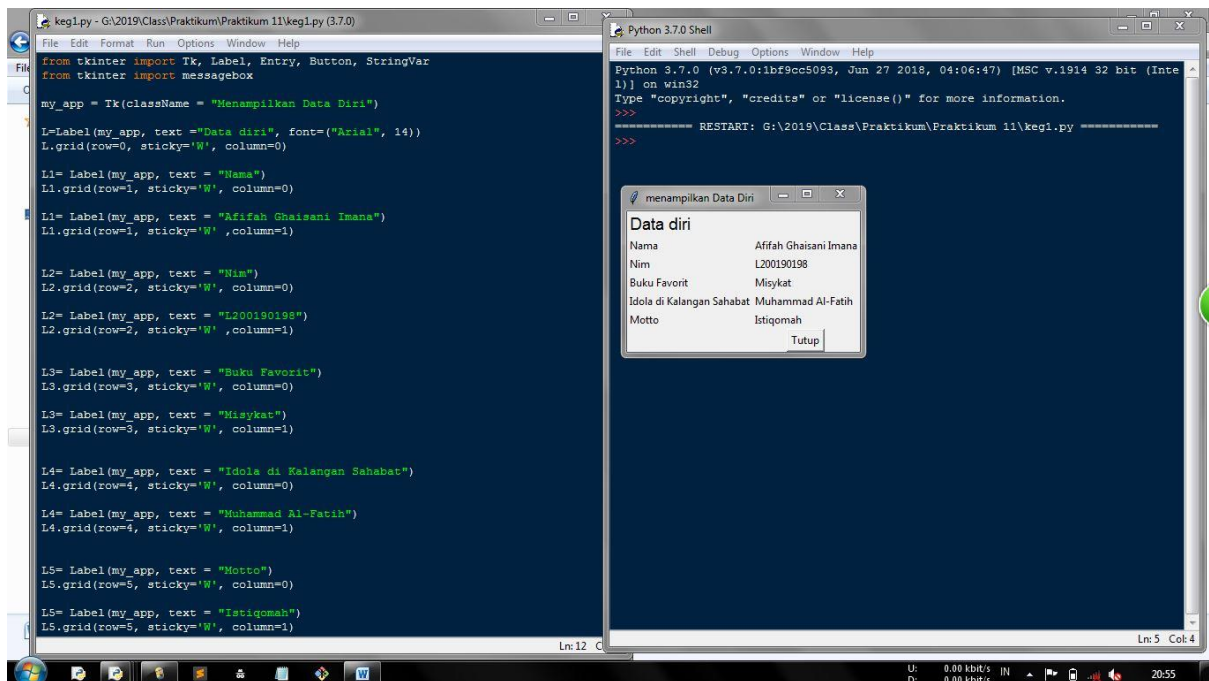 keg1.py - G:\2019\Class\Praktikum\Praktikum 11\keg1.py (3.7.0)
File Edit Format Run Options Window Help
from tkinter import Tk, Label, Entry, Button, StringVar
from tkinter import messagebox
my_app = Tk(className = "Menampilkan Data Diri")
L=Label(my_app, text ="Data diri", font=("Arial", 14))
L.grid(row=0, sticky='W', column=0)
L1= Label(my_app, text = "Nama")
L1.grid(row=1, sticky='W', column=0)
L1= Label(my_app, text = "Afifah Ghaisani Imana")
L1.grid(row=1, sticky='W' ,column=1)
L2= Label(my_app, text = "Nim")
L2.grid(row=2, sticky='W', column=0)
L2= Label(my_app, text = "L200190198")
L2.grid(row=2, sticky='W' ,column=1)
L3= Label(my_app, text = "Buku Favorit")
L3.grid(row=3, sticky='W', column=0)
L3= Label(my_app, text = "Misykat")
L3.grid(row=3, sticky='W', column=1)
L4= Label(my_app, text = "Idola di Kalangan Sahabat")
L4.grid(row=4, sticky='W', column=0)
L4= Label(my_app, text = "Muhammad Al-Fatih")
L4.grid(row=4, sticky='W', column=1)
L5= Label(my_app, text = "Motto")
L5.grid(row=5, sticky='W', column=0)
L5= Label(my_app, text = "Istiqomah")
L5.grid(row=5, sticky='W', column=1)
Ln: 12 C
Python 3.7.0 Shell
File Edit Shell Debug Options Window Help
Python 3.7.0 (v3.7.0:1bf9cc5093, Jun 27 2018, 04:06:47) [MSC v.1914 32 bit (Inte
l)] on win32
Type "copyright", "credits" or "license()" for more information.
>>>
=========== RESTART: G:\2019\Class\Praktikum\Praktikum 11\keg1.py ===========
>>>
menampilkan Data Diri
Data diri
Nama Afifah Ghaisani Imana
Nim L200190198
Buku Favorit Misykat
Idola di Kalangan Sahabat Muhammad Al-Fatih
Motto Istiqomah
Tutup
Ln: 5 Col: 4
U: 0.00 kbit/s
D: 0.00 kbit/s
IN
20:55